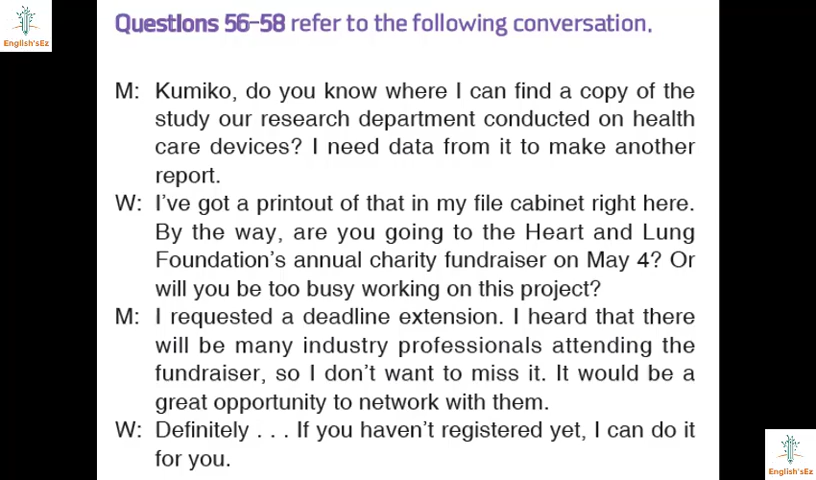 English'sEz
Questions 56–58 refer to the following conversation.
M: Kumiko, do you know where I can find a copy of the
study our research department conducted on health
care devices? I need data from it to make another
report.
W: I've got a printout of that in my file cabinet right here.
By the way, are you going to the Heart and Lung
Foundation's annual charity fundraiser on May 4? Or
will you be too busy working on this project?
M: I requested a deadline extension. I heard that there
will be many industry professionals attending the
fundraiser, so I don't want to miss it. It would be a
great opportunity to network with them.
W: Definitely . . . If you haven't registered yet, I can do it
for you.
English'sEz